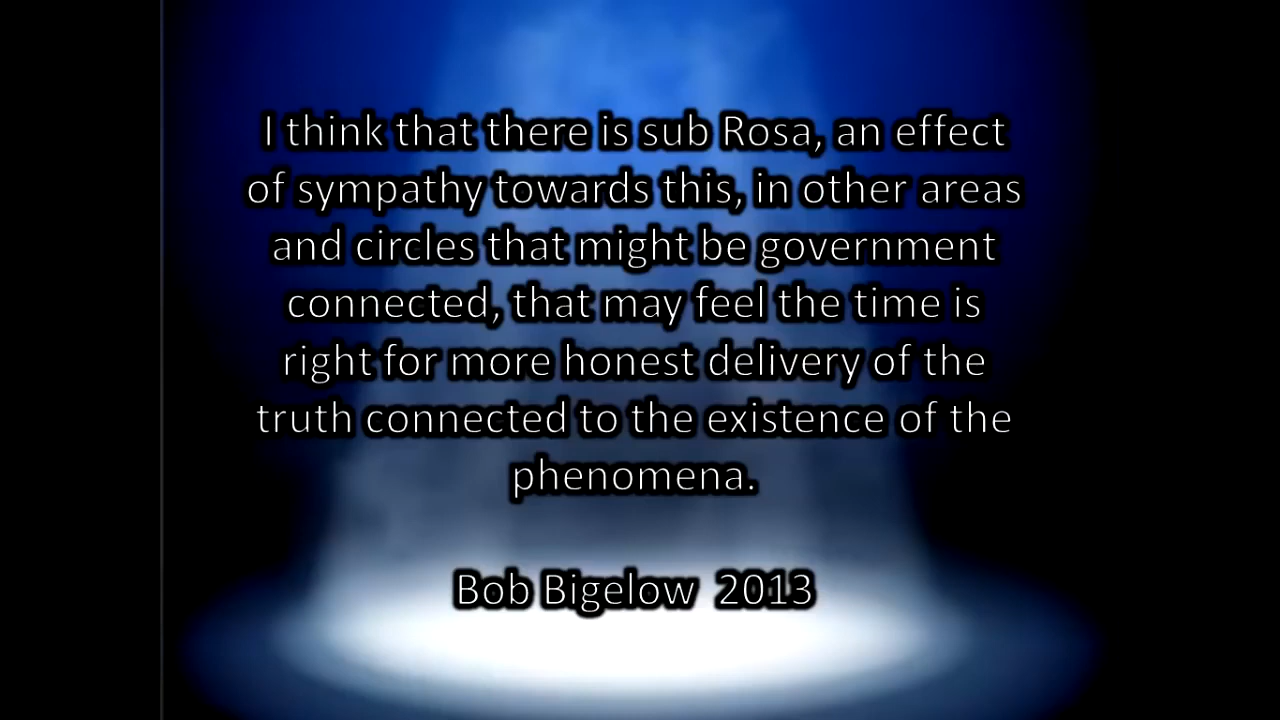 I think that there is sub Rosa, an effect
of sympathy towards this, in other areas
and circles that might be government
connected, that may feel the time is
right for more honest delivery of the
truth connected to the existence of the
phenomena.
Bob Bigelow  2013